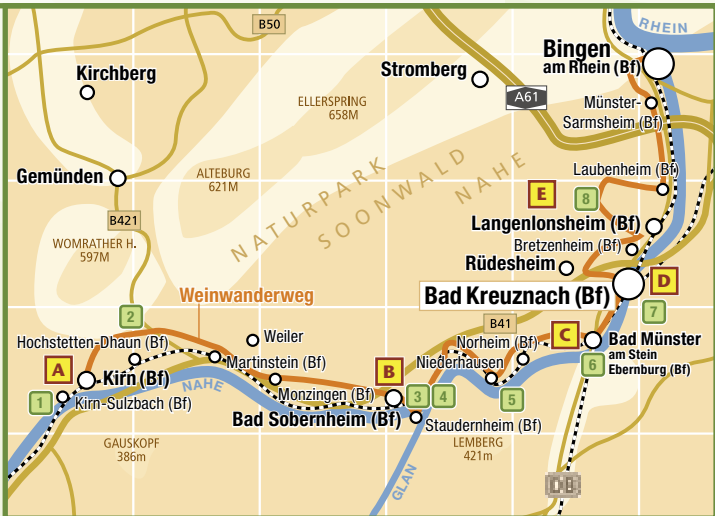 B50
RHEIN
Bingen
am Rhein (Bf)
Kirchberg
Stromberg
A61
ELLERSPRING
658M
Münster-
Sarmsheim (Bf)
Gemünden
ALTEBURG
621M
NATURPARK
SOONWALD
NAHE
Laubenheim (Bf)
E
8
B421
Langenlonsheim (Bf)
WOMRATHER H.
597M
Bretzenheim (Bf)
Rüdesheim
D
Weinwanderweg
Bad Kreuznach (Bf)
7
2
B41
Hochstetten-Dhaun (Bf)
Weiler
Norheim (Bf)
C
Bad Münster
am Stein
Ebernburg (Bf)
A
Martinstein (Bf)
Niederhausen
6
Kirn (Bf)
B
NAHE
Monzingen (Bf)
1
Kirn-Sulzbach (Bf)
3
4
5
Bad Sobernheim (Bf)
Staudernheim (Bf)
GAUSKOPF
386m
LEMBERG
421m
GLAN
DB